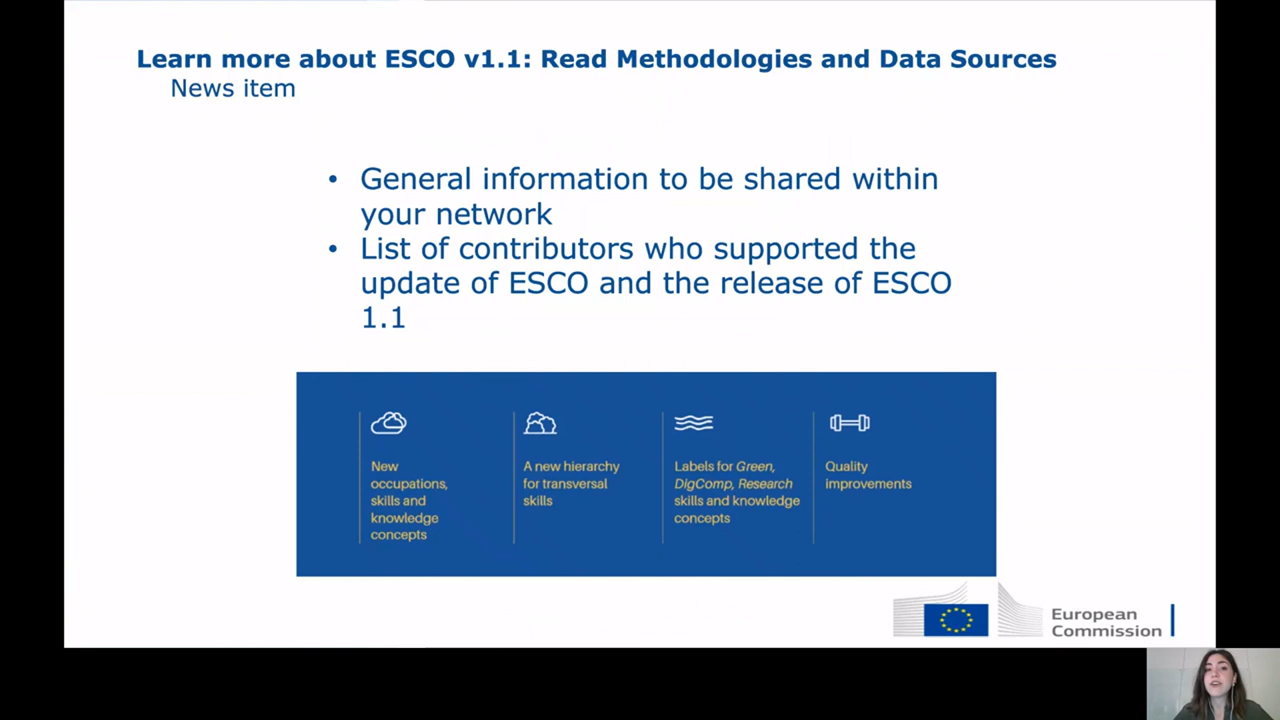 Learn more about ESCO v1.1: Read Methodologies and Data Sources
News item
• General information to be shared within
your network
• List of contributors who supported the
update of ESCO and the release of ESCO
1.1
New
occupations,
skills and
knowledge
concepts
A new hierarchy
for transversal
skills
Labels for Green,
DigComp, Research
skills and knowledge
concepts
Quality
improvements
European
Commission